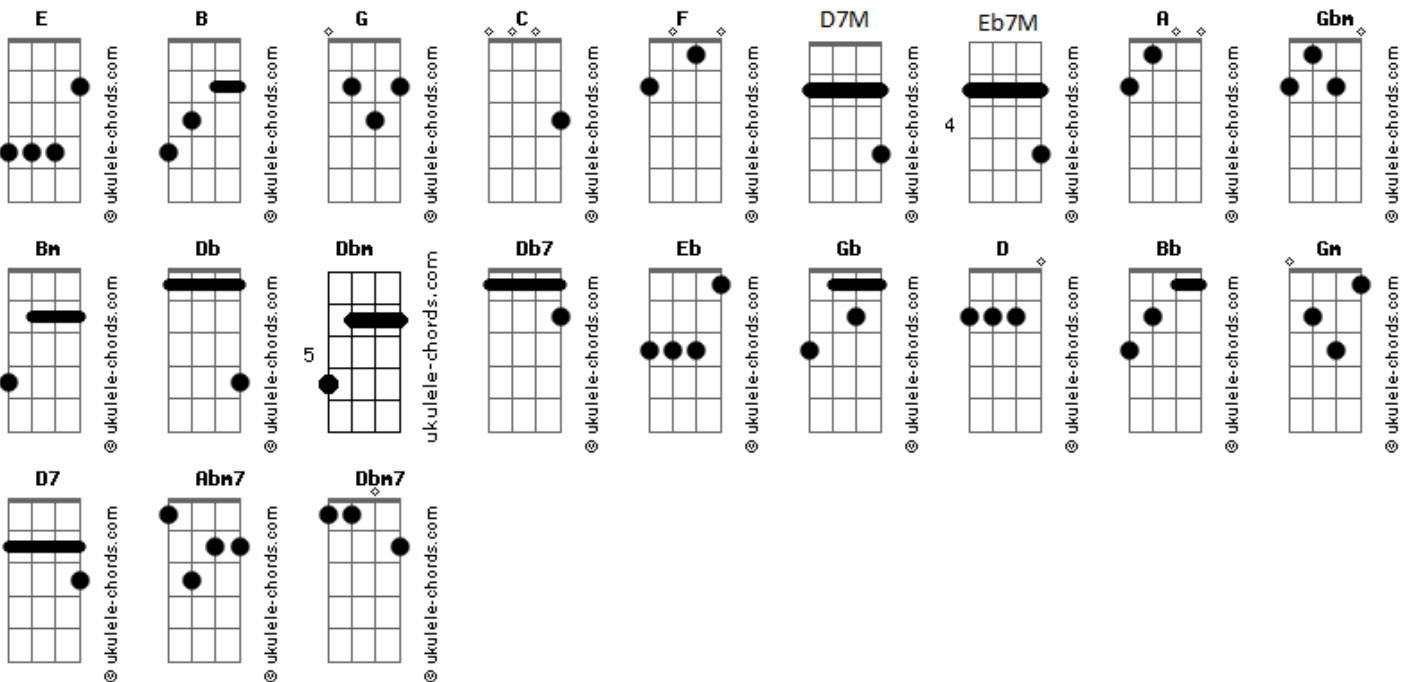 E B G C F D7M Eb7M A Gbm
© ukulele-chords.com © ukulele-chords.com © ukulele-chords.com © ukulele-chords.com © ukulele-chords.com © ukulele-chords.com © ukulele-chords.com © ukulele-chords.com © ukulele-chords.com
4
Bm Db Dbm Db7 Eb Gb D Bb Gm
© ukulele-chords.com © ukulele-chords.com ukulele-chords.com © ukulele-chords.com © ukulele-chords.com © ukulele-chords.com © ukulele-chords.com © ukulele-chords.com © ukulele-chords.com
5
D7 Abm7 Dbm7
© ukulele-chords.com © ukulele-chords.com © ukulele-chords.com